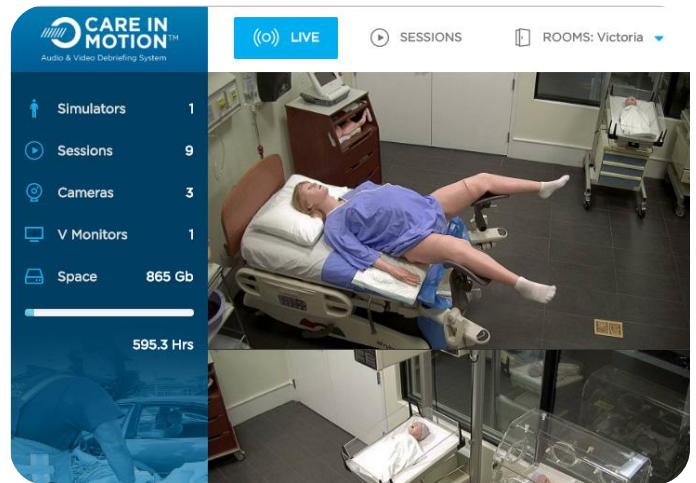 CARE IN
MOTION™
Audio & Video Debriefing System
LIVE
SESSIONS
ROOMS: Victoria
Simulators 1
Sessions 9
Cameras 3
V Monitors 1
Space 865 Gb
595.3 Hrs